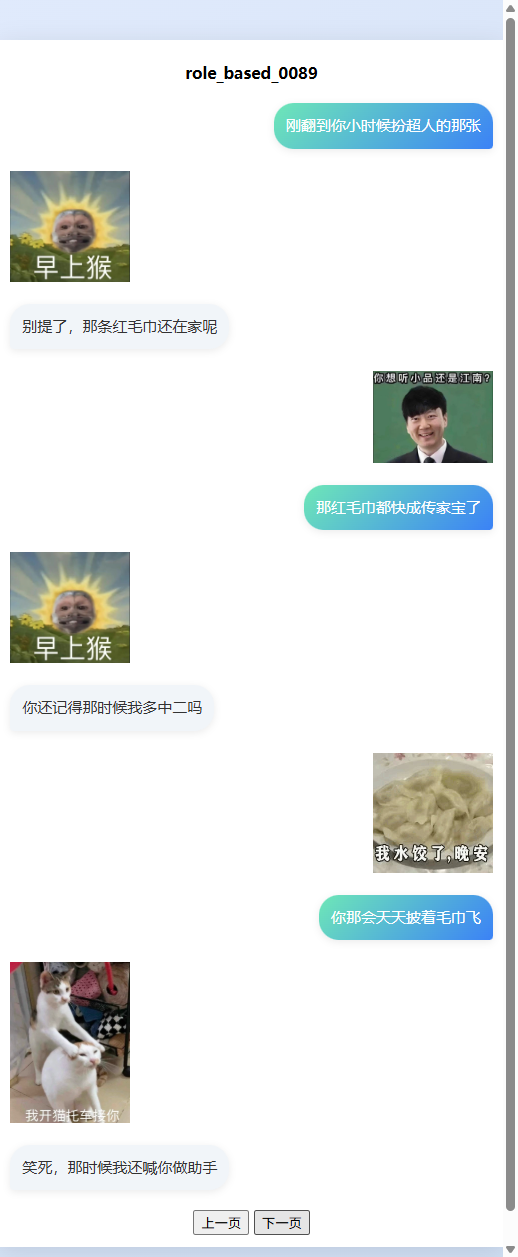 role_based_0089
刚翻到你小时候扮超人的那张
早上猴
别提了，那条红毛巾还在家呢
你想听小品还是江南？
那红毛巾都快成传家宝了
早上猴
你还记得那时候我多中二吗
我水饺了,晚安
你那会天天披着毛巾飞
我开猫托车接你
笑死，那时候我还喊你做助手
上一页 下一页